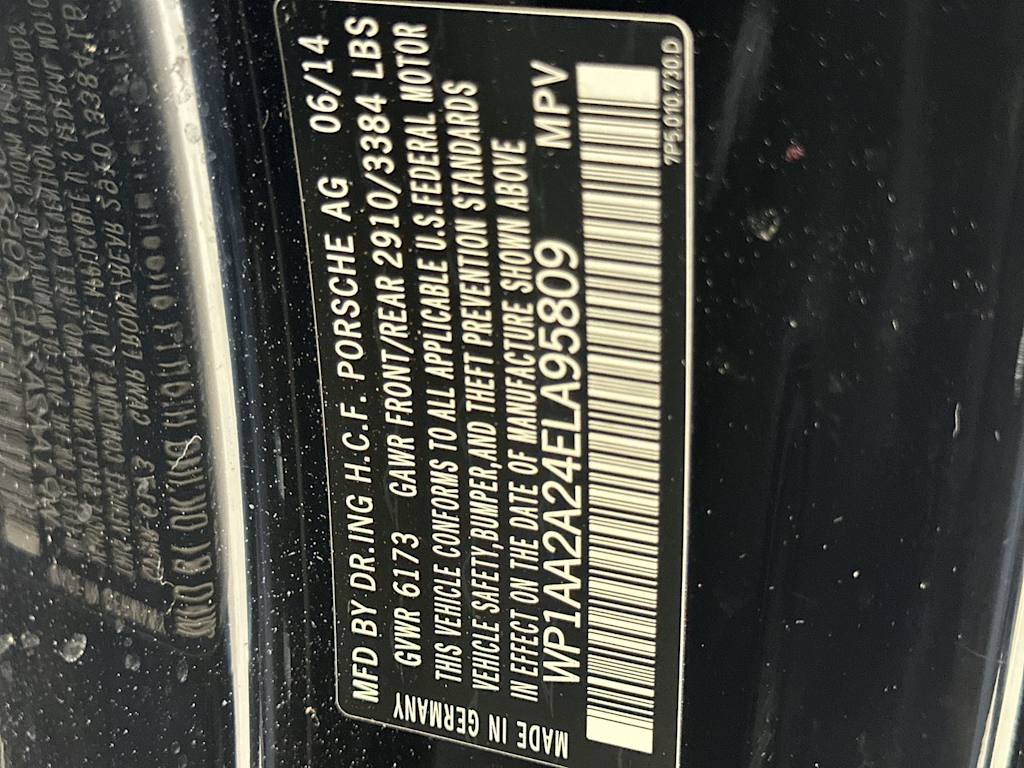 MFD BY DR.ING H.C.F. PORSCHE AG 06/14
GVWR 6173 GAWR FRONT/REAR 2910/3384 LBS
THIS VEHICLE CONFORMS TO ALL APPLICABLE U.S.FEDERAL MOTOR
VEHICLE SAFETY,BUMPER,AND THEFT PREVENTION STANDARDS
IN EFFECT ON THE DATE OF MANUFACTURE SHOWN ABOVE
WP1AA2A24ELA95809 MPV
MADE IN GERMANY
7P5.010.730.D